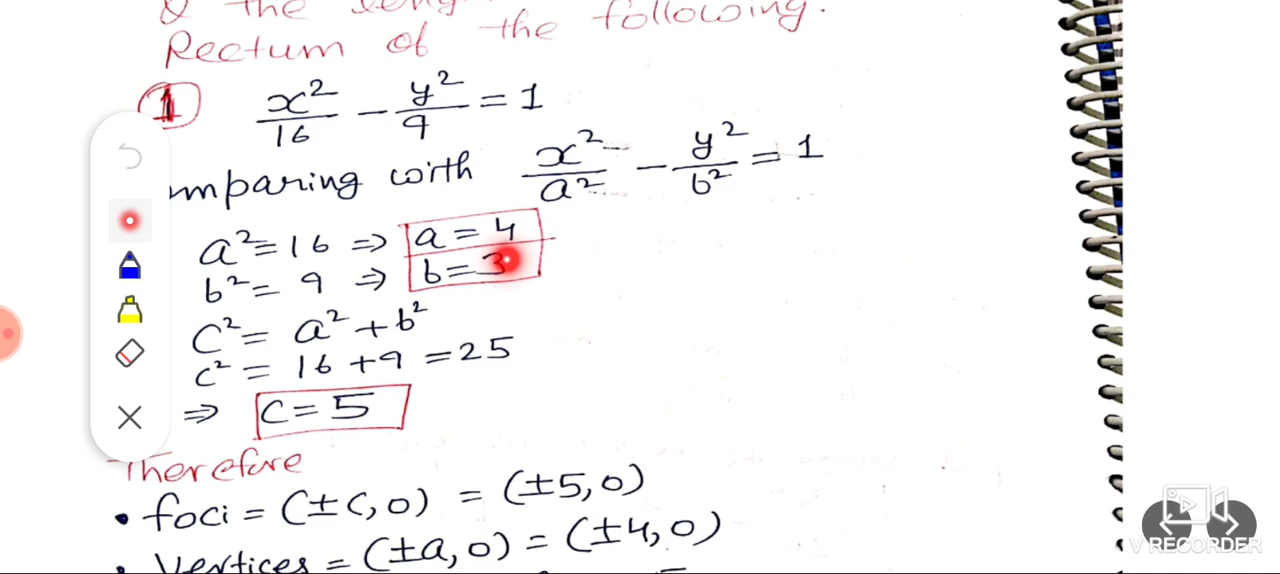 & the
Rectum of the following.
1 x²/16 - y²/9 = 1
mparing with x²/a² - y²/b² = 1
a² = 16 ⇒ a = 4
b² = 9 ⇒ b = 3
C² = a² + b²
c² = 16 + 9 = 25
⇒ C = 5
Therefore
• foci = (±c, 0) = (±5, 0)
• Vertices = (±a, 0) = (±4, 0)
V RECORDER